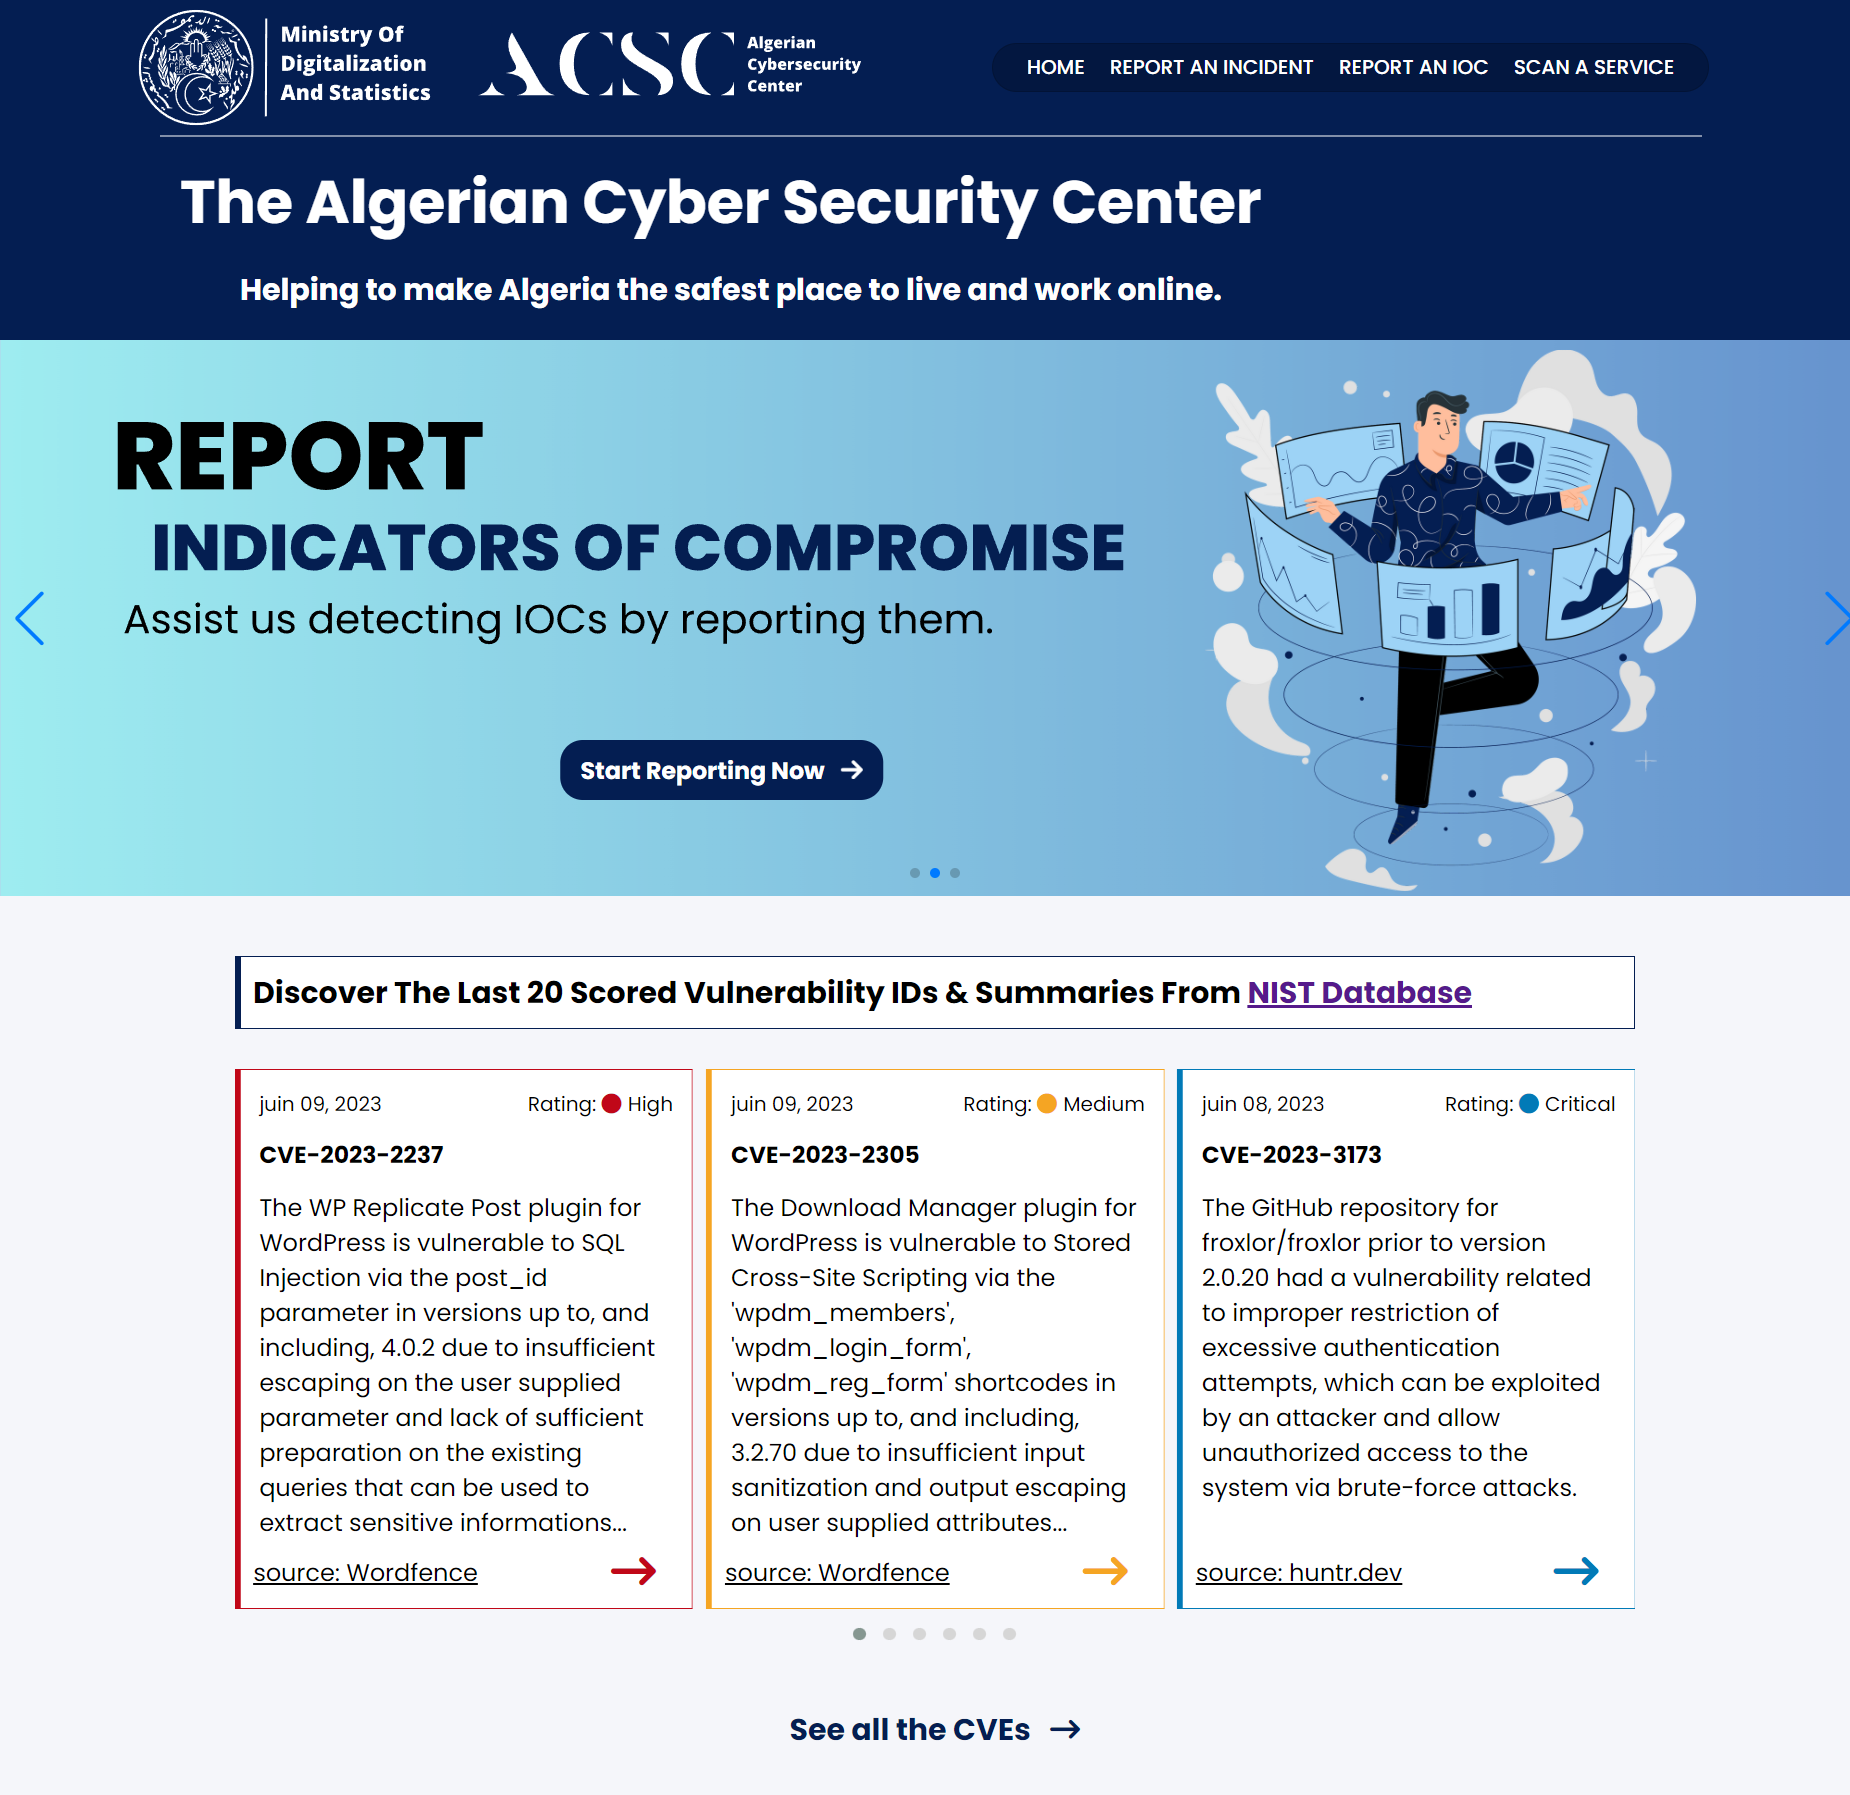 Ministry Of
Digitalization
And Statistics
ACSC
Algerian
Cybersecurity
Center
HOME REPORT AN INCIDENT REPORT AN IOC SCAN A SERVICE
The Algerian Cyber Security Center
Helping to make Algeria the safest place to live and work online.
REPORT
INDICATORS OF COMPROMISE
Assist us detecting IOCs by reporting them.
Start Reporting Now
Discover The Last 20 Scored Vulnerability IDs & Summaries From NIST Database
juin 09, 2023 Rating: High
CVE-2023-2237
The WP Replicate Post plugin for
WordPress is vulnerable to SQL
Injection via the post_id
parameter in versions up to, and
including, 4.0.2 due to insufficient
escaping on the user supplied
parameter and lack of sufficient
preparation on the existing
queries that can be used to
extract sensitive informations...
source: Wordfence
juin 09, 2023 Rating: Medium
CVE-2023-2305
The Download Manager plugin for
WordPress is vulnerable to Stored
Cross-Site Scripting via the
'wpdm_members',
'wpdm_login_form',
'wpdm_reg_form' shortcodes in
versions up to, and including,
3.2.70 due to insufficient input
sanitization and output escaping
on user supplied attributes...
source: Wordfence
juin 08, 2023 Rating: Critical
CVE-2023-3173
The GitHub repository for
froxlor/froxlor prior to version
2.0.20 had a vulnerability related
to improper restriction of
excessive authentication
attempts, which can be exploited
by an attacker and allow
unauthorized access to the
system via brute-force attacks.
source: huntr.dev
See all the CVEs